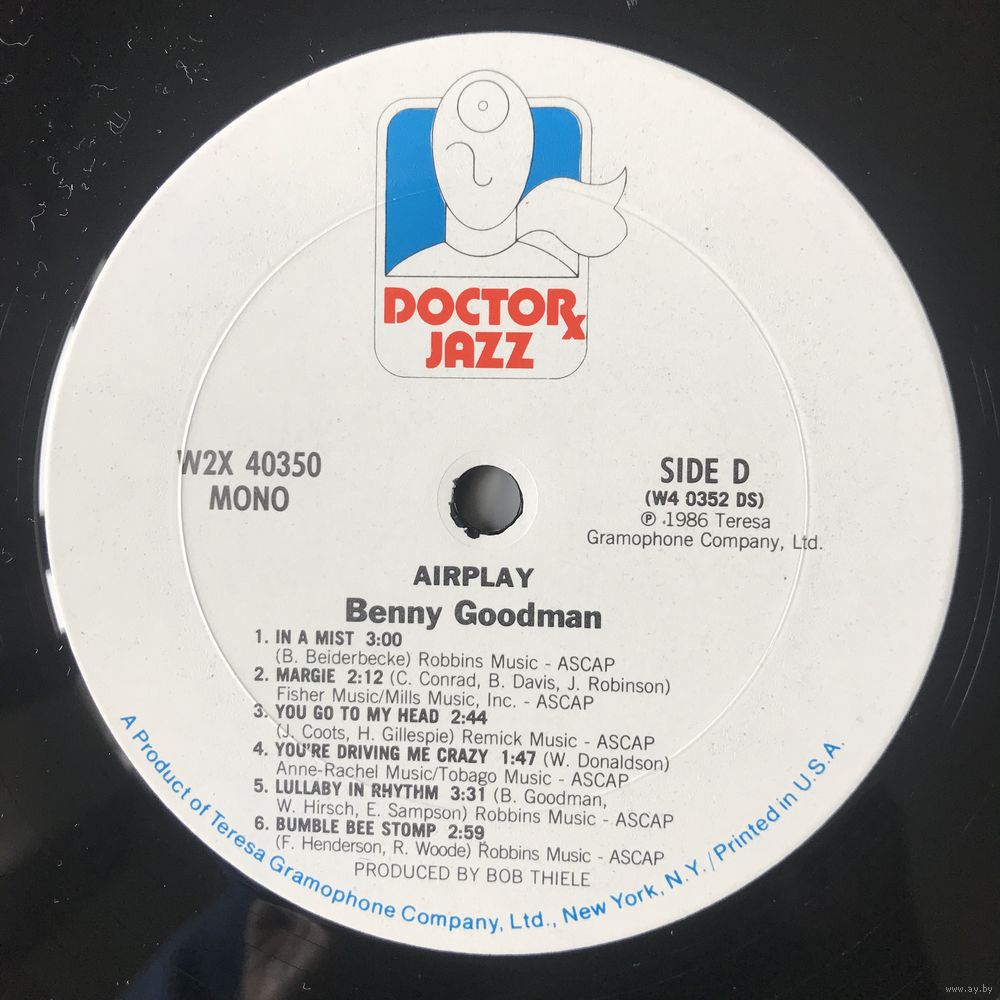 DOCTORx
JAZZ
W2X 40350
MONO
SIDE D
(W4 0352 DS)
℗ 1986 Teresa
Gramophone Company, Ltd.
AIRPLAY
Benny Goodman
1. IN A MIST 3:00
(B. Beiderbecke) Robbins Music - ASCAP
2. MARGIE 2:12 (C. Conrad, B. Davis, J. Robinson)
Fisher Music/Mills Music, Inc. - ASCAP
3. YOU GO TO MY HEAD 2:44
(J. Coots, H. Gillespie) Remick Music - ASCAP
4. YOU'RE DRIVING ME CRAZY 1:47 (W. Donaldson)
Anne-Rachel Music/Tobago Music - ASCAP
5. LULLABY IN RHYTHM 3:31 (B. Goodman,
W. Hirsch, E. Sampson) Robbins Music - ASCAP
6. BUMBLE BEE STOMP 2:59
(F. Henderson, R. Woode) Robbins Music - ASCAP
PRODUCED BY BOB THIELE
A Product of Teresa Gramophone Company, Ltd., New York, N.Y./Printed in U.S.A.
www.ay.by